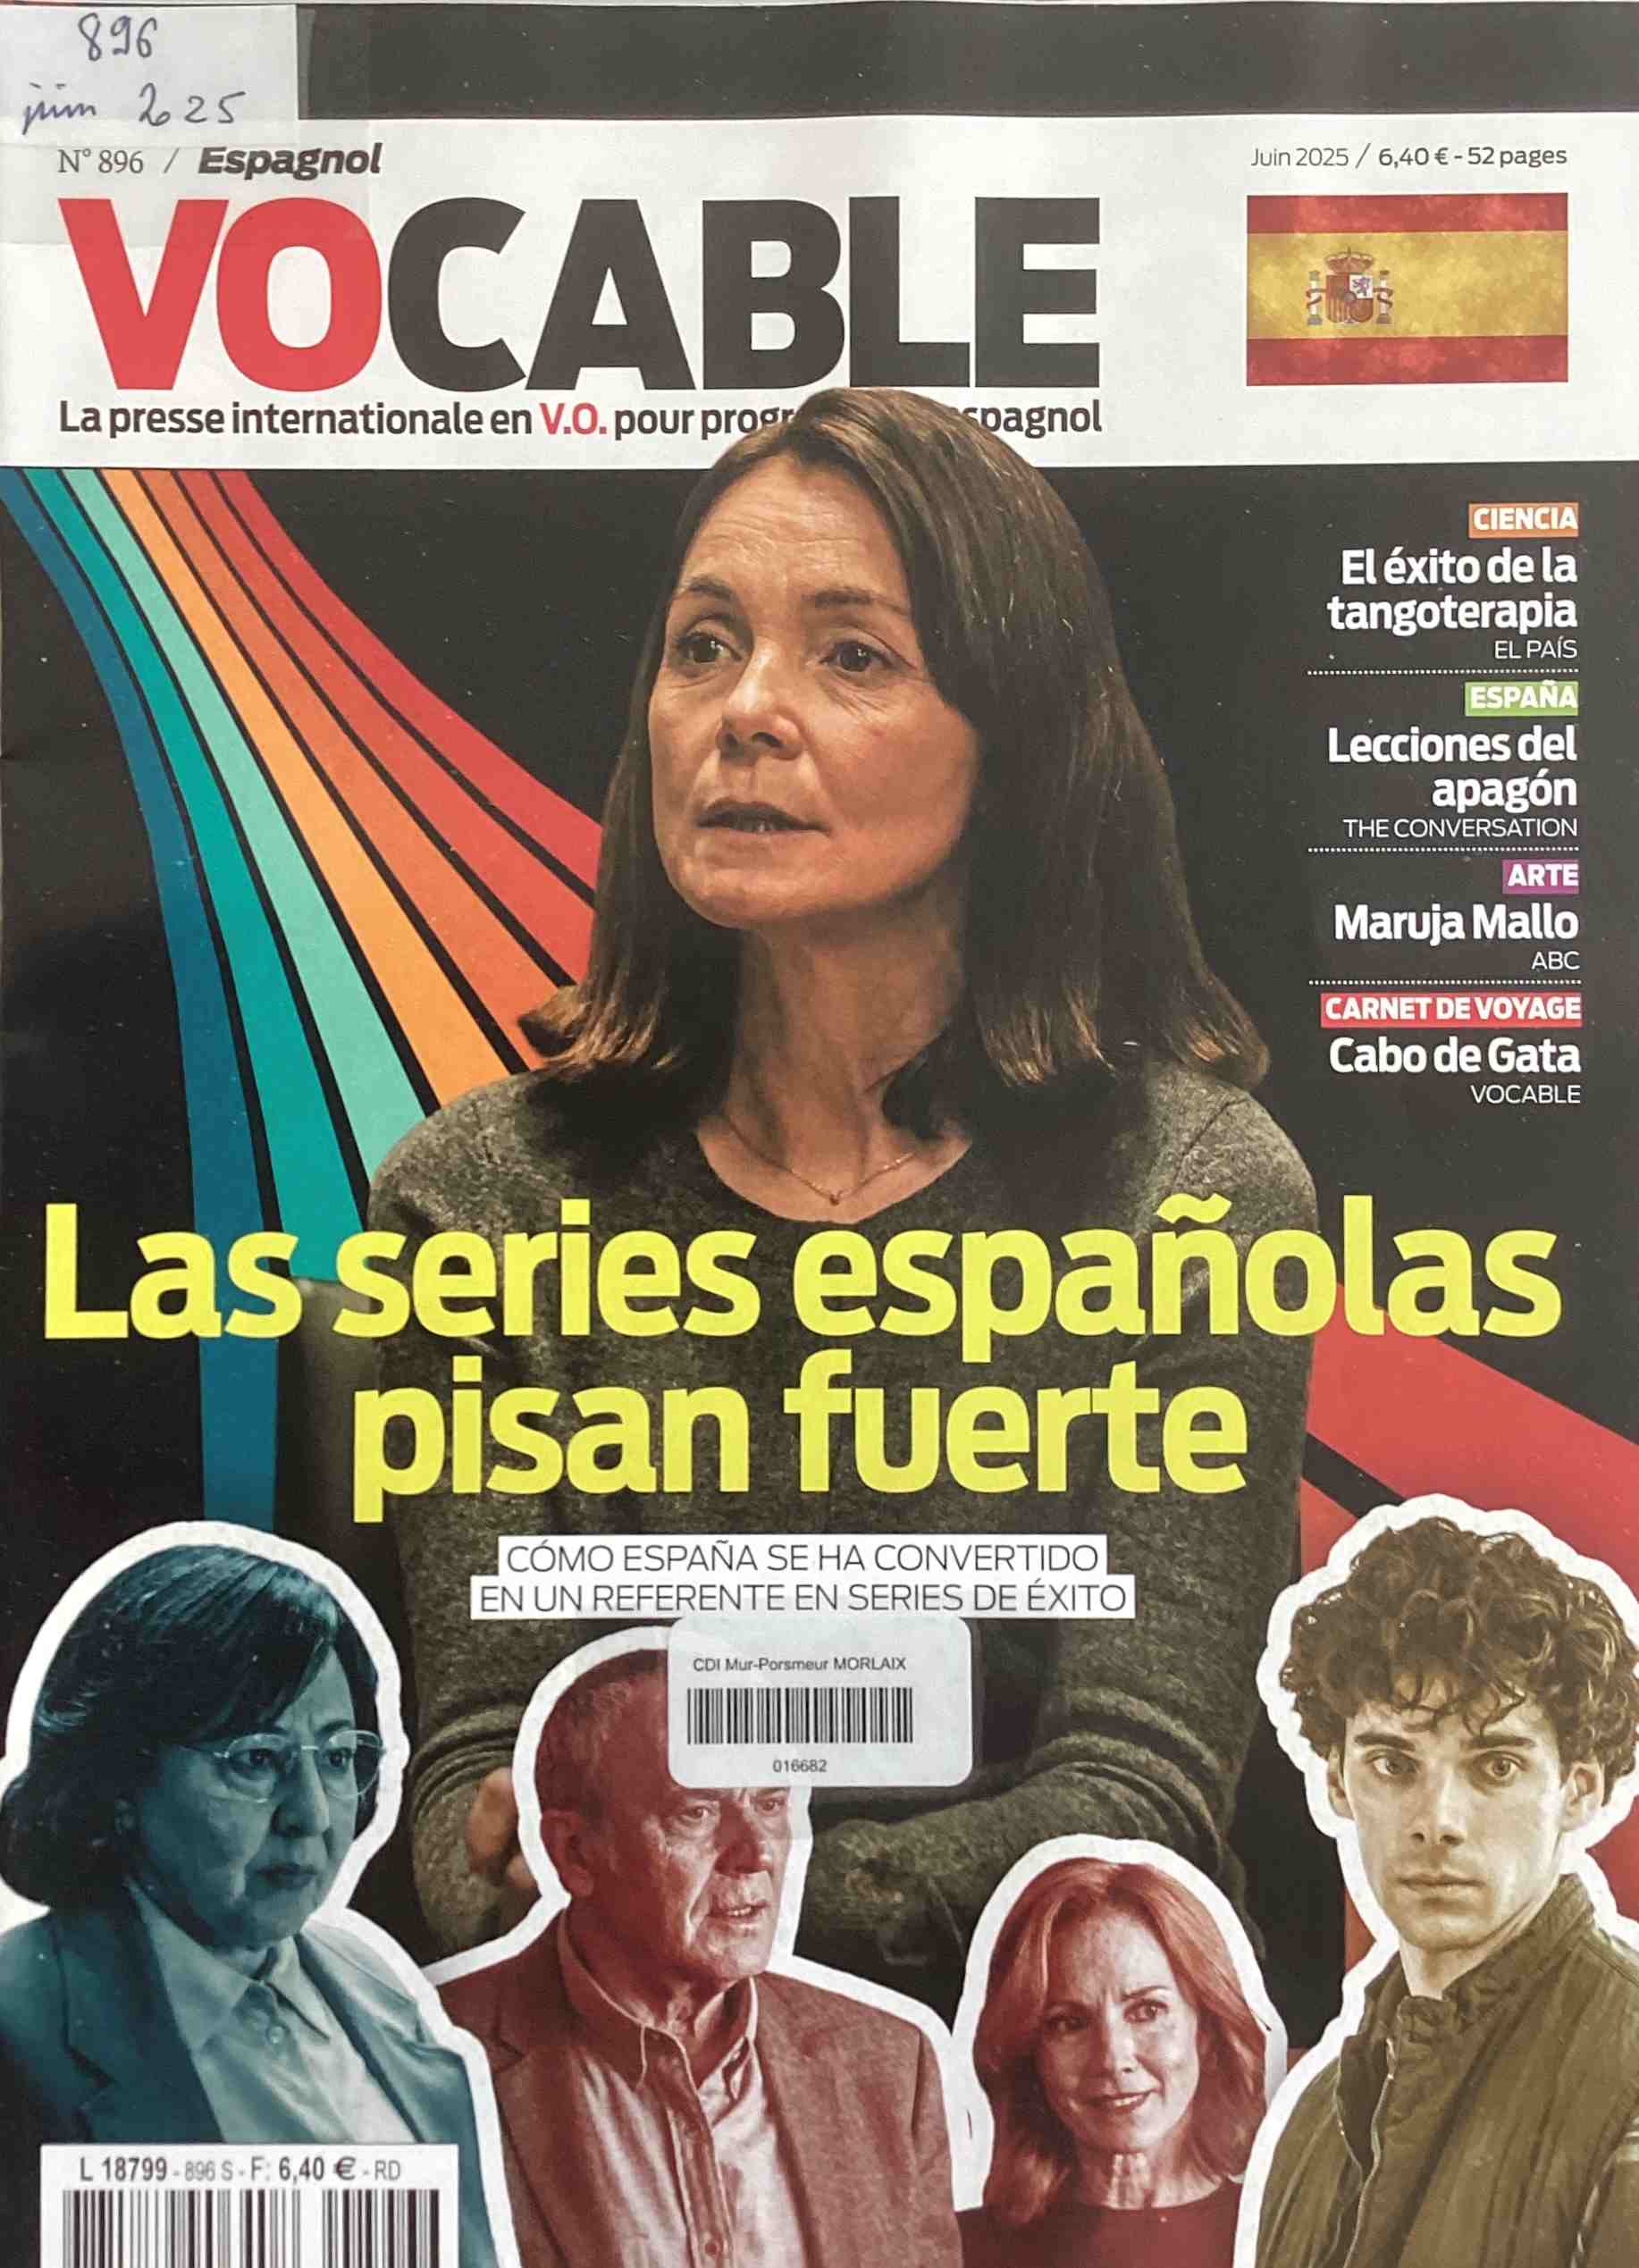 896
juin 2025
N° 896 / Espagnol
Juin 2025 / 6,40 € - 52 pages
VOCABLE
La presse internationale en V.O. pour
CIENCIA
El éxito de la
tangoterapia
EL PAÍS
ESPAÑA
Lecciones del
apagón
THE CONVERSATION
ARTE
Maruja Mallo
ABC
CARNET DE VOYAGE
Cabo de Gata
VOCABLE
Las series españolas
pisan fuerte
CÓMO ESPAÑA SE HA CONVERTIDO
EN UN REFERENTE EN SERIES DE ÉXITO
CDI Mur-Porsmeur MORLAIX
016682
L 18799 - 896 S - F: 6,40 € - RD